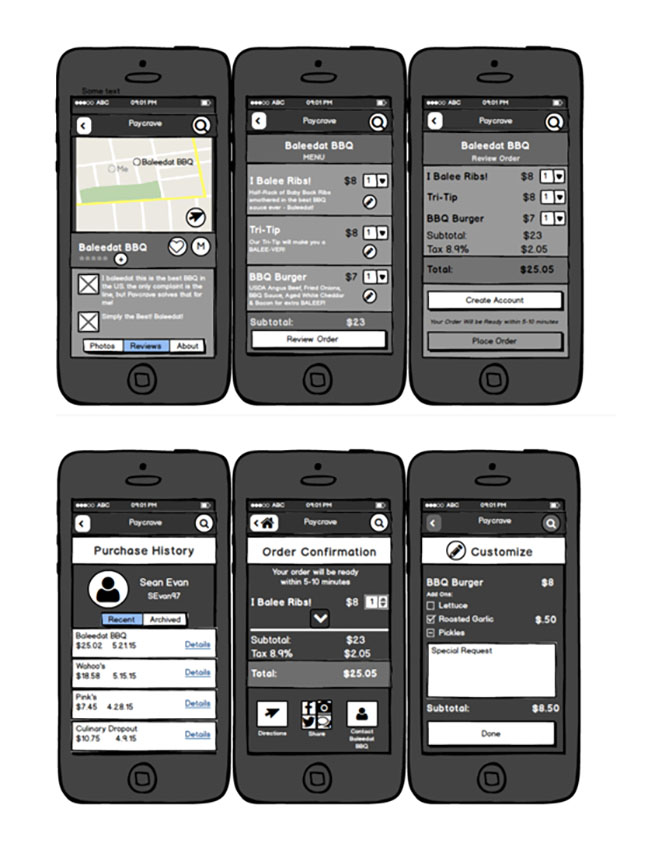 Some text
ABC 09:01 PM
Paycrave
Baleedat BBQ
Me
Baleedat BBQ
M
I baleedat this is the best BBQ in
the US, the only complaint is the
line, but Paycrave solves that for
me!
Simply the Best! Baleedat!
Photos Reviews About
ABC 09:01 PM
Paycrave
Baleedat BBQ
MENU
I Balee Ribs! $8 1
Half-Rack of Baby Back Ribs
smothered in the best BBQ
sauce ever - Baleedat!
Tri-Tip $8 1
Our Tri-Tip will make you a
BALEE-VER!
BBQ Burger $7 1
USDA Angus Beef, Fried Onions,
BBQ Sauce, Aged White Cheddar
& Bacon for extra BALEEP!
Subtotal: $23
Review Order
ABC 09:01 PM
Paycrave
Baleedat BBQ
Review Order
I Balee Ribs! $8 1
Tri-Tip $8 1
BBQ Burger $7 1
Subtotal: $23
Tax 8.9% $2.05
Total: $25.05
Create Account
Your Order Will be Ready within 5-10 minutes
Place Order
ABC 09:01 PM
Paycrave
Purchase History
Sean Evan
SEvan97
Recent Archived
Baleedat BBQ
$25.02 5.21.15 Details
Wahoo's
$18.58 5.15.15 Details
Pink's
$7.45 4.28.15 Details
Culinary Dropout
$10.75 4.9.15 Details
ABC 09:01 PM
Paycrave
Order Confirmation
Your order will be ready
within 5-10 minutes
I Balee Ribs! $8 1
Subtotal: $23
Tax 8.9% $2.05
Total: $25.05
Directions Share Contact
Baleedat
BBQ
ABC 09:01 PM
Paycrave
Customize
BBQ Burger $8
Add Ons:
Lettuce
Roasted Garlic $.50
Pickles
Special Request
Subtotal: $8.50
Done